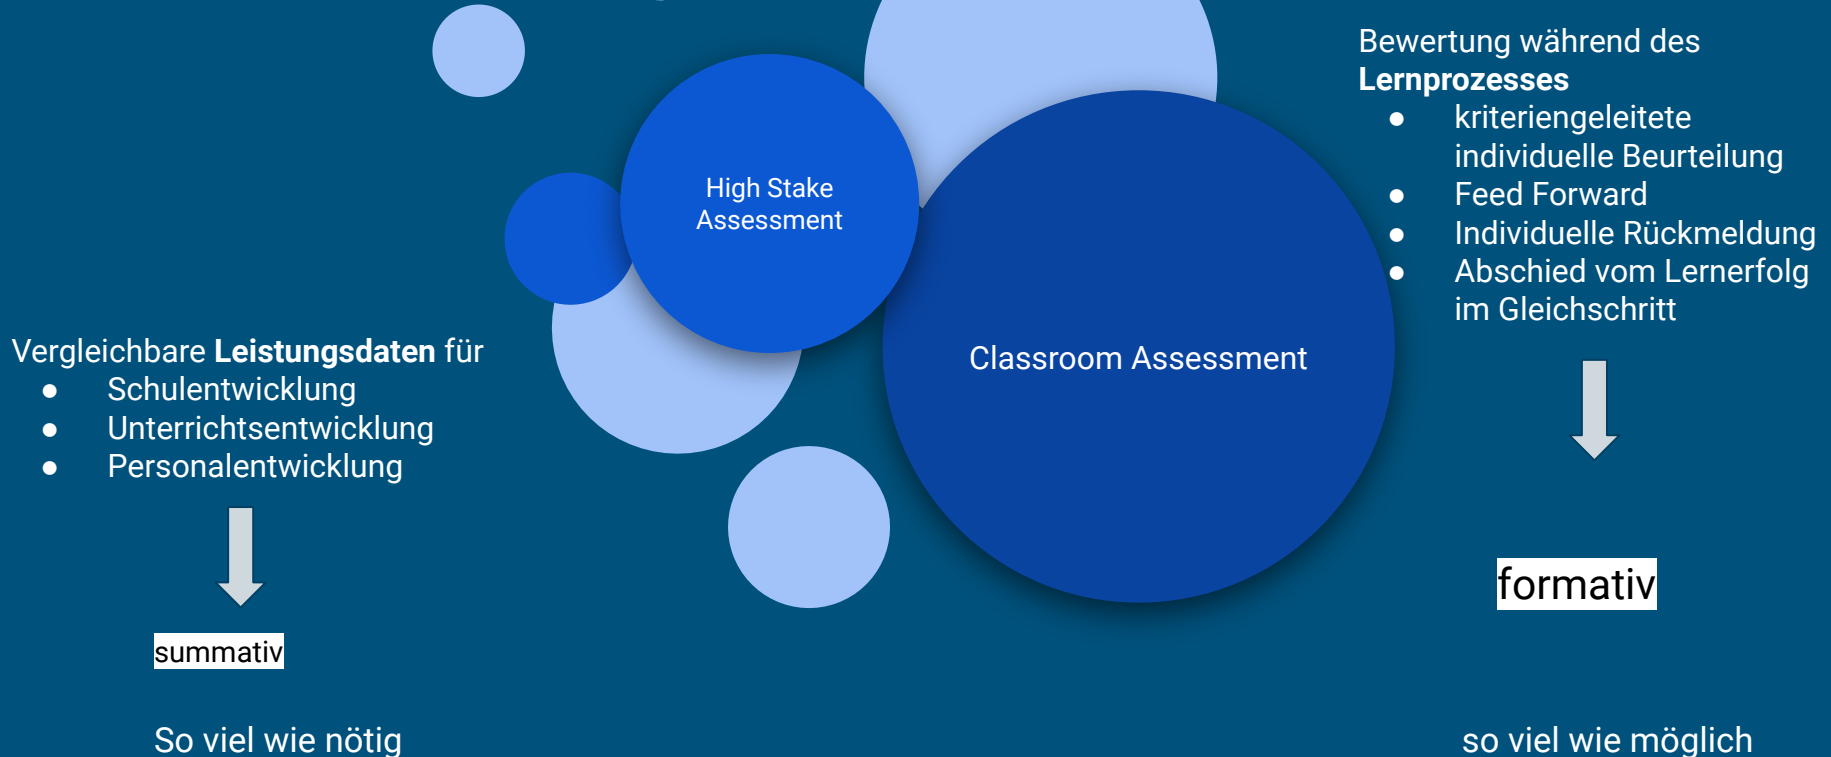 Vergleichbare Leistungsdaten für
● Schulentwicklung
● Unterrichtsentwicklung
● Personalentwicklung
summativ
So viel wie nötig
High Stake
Assessment
Classroom Assessment
Bewertung während des
Lernprozesses
● kriteriengeleitete
individuelle Beurteilung
● Feed Forward
● Individuelle Rückmeldung
● Abschied vom Lernerfolg
im Gleichschritt
formativ
so viel wie möglich